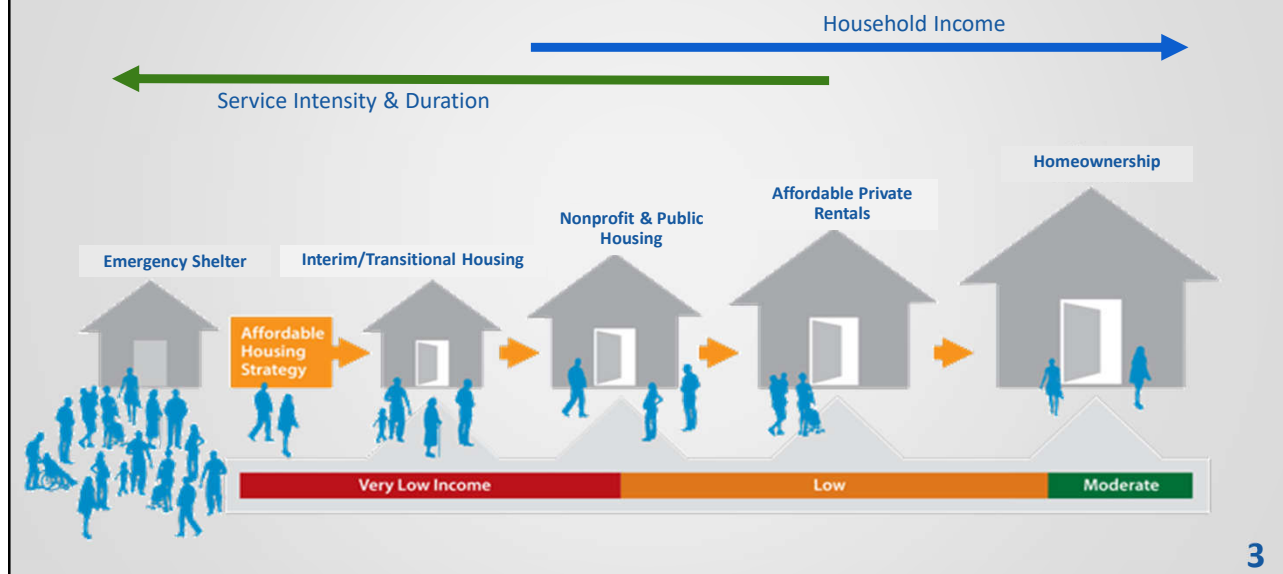 Household Income
Service Intensity & Duration
Homeownership
Affordable Private
Rentals
Nonprofit & Public
Housing
Emergency Shelter
Interim/Transitional Housing
Affordable
Housing
Strategy
Very Low Income
Low
Moderate
3